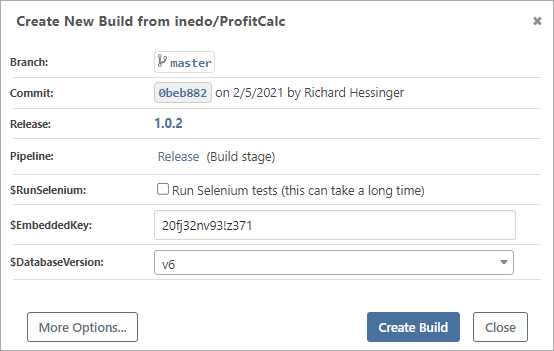 Create New Build from inedo/ProfitCalc ×
Branch: master
Commit: 0beb882 on 2/5/2021 by Richard Hessinger
Release: 1.0.2
Pipeline: Release (Build stage)
$RunSelenium: Run Selenium tests (this can take a long time)
$EmbeddedKey: 20fj32nv93!z371
$DatabaseVersion: v6
More Options... Create Build Close